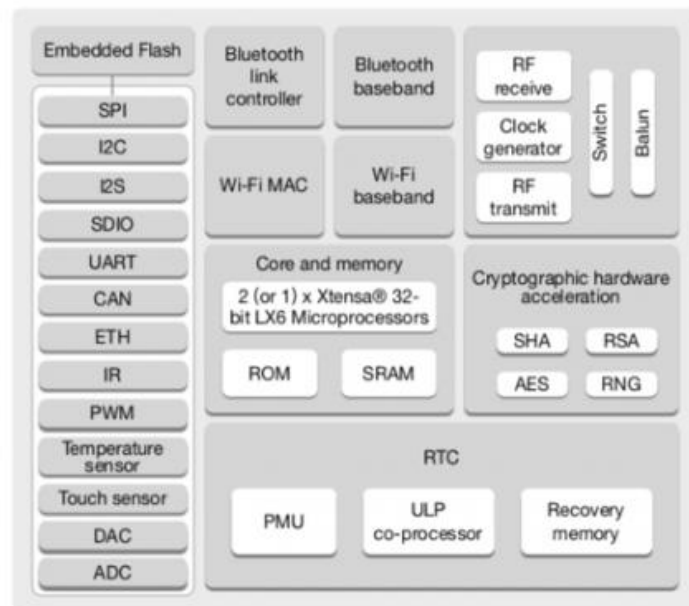 Embedded Flash
SPI
I2C
I2S
SDIO
UART
CAN
ETH
IR
PWM
Temperature
sensor
Touch sensor
DAC
ADC
Bluetooth
link
controller
Bluetooth
baseband
Wi-Fi MAC
Wi-Fi
baseband
RF
receive
Clock
generator
RF
transmit
Switch
Balun
Core and memory
2 (or 1) x Xtensa® 32-
bit LX6 Microprocessors
ROM
SRAM
Cryptographic hardware
acceleration
SHA
RSA
AES
RNG
RTC
PMU
ULP
co-processor
Recovery
memory